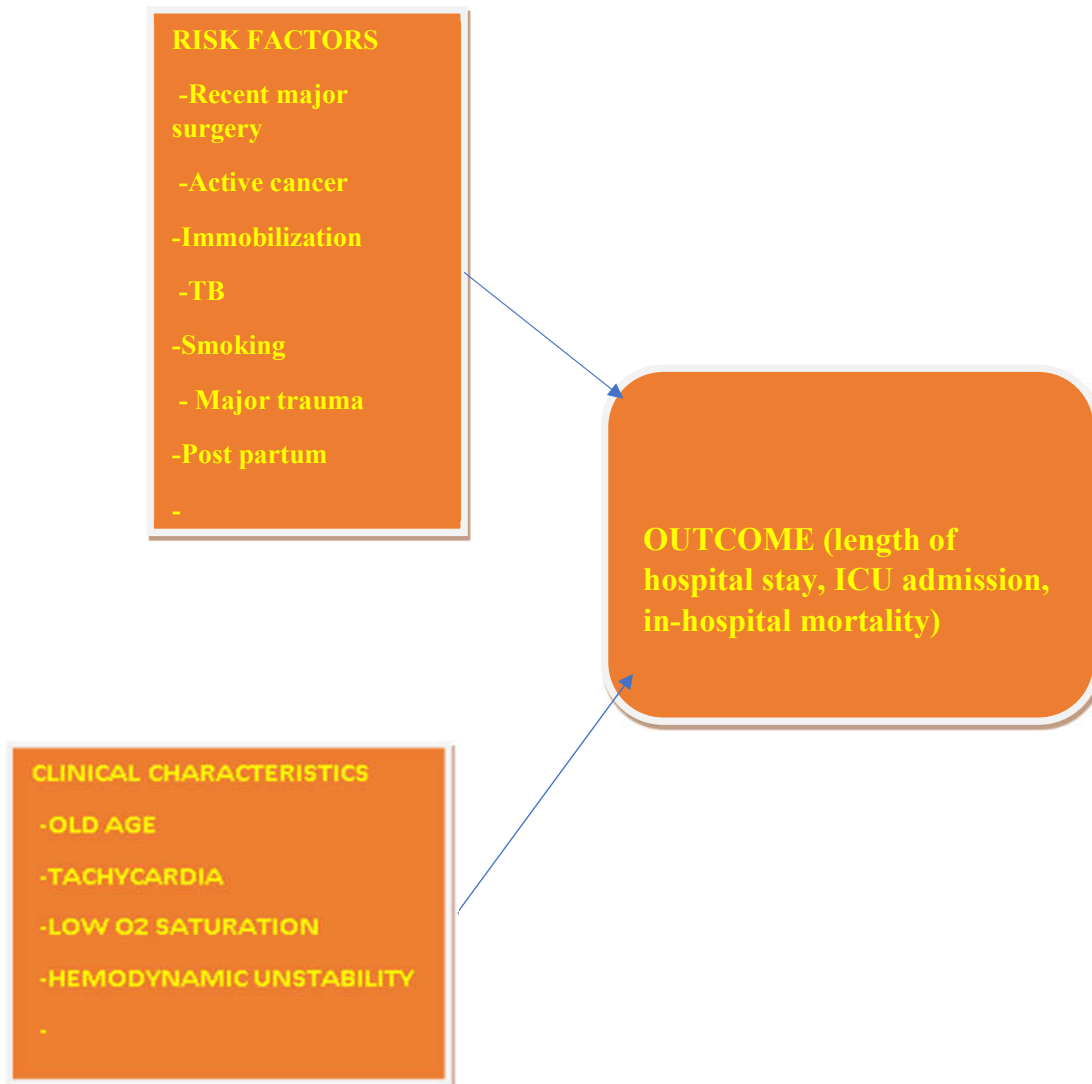 RISK FACTORS
-Recent major
surgery
-Active cancer
-Immobilization
-TB
-Smoking
- Major trauma
-Post partum
-
OUTCOME (length of
hospital stay, ICU admission,
in-hospital mortality)
CLINICAL CHARACTERISTICS
-OLD AGE
-TACHYCARDIA
-LOW O2 SATURATION
-HEMODYNAMIC UNSTABILITY
-